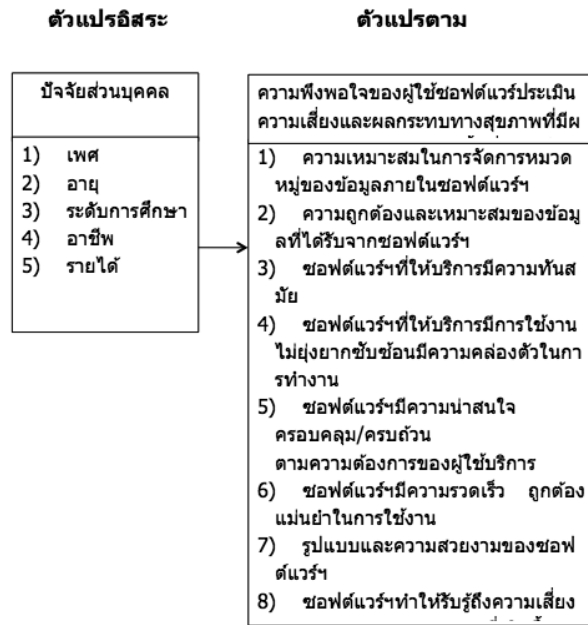 ตัวแปรอิสระ
ตัวแปรตาม
ปัจจัยส่วนบุคคล
1) เพศ
2) อายุ
3) ระดับการศึกษา
4) อาชีพ
5) รายได้
ความพึงพอใจของผู้ใช้ซอฟต์แวร์ประเมิน
ความเสี่ยงและผลกระทบทางสุขภาพที่มีผ
1) ความเหมาะสมในการจัดการหมวด
หมู่ของข้อมูลภายในซอฟต์แวร์ฯ
2) ความถูกต้องและเหมาะสมของข้อมู
ลที่ได้รับจากซอฟต์แวร์ฯ
3) ซอฟต์แวร์ฯที่ให้บริการมีความทันส
มัย
4) ซอฟต์แวร์ฯที่ให้บริการมีการใช้งาน
ไม่ยุ่งยากซับซ้อนมีความคล่องตัวในกา
รทำงาน
5) ซอฟต์แวร์ฯมีความน่าสนใจ
ครอบคลุม/ครบถ้วน
ตามความต้องการของผู้ใช้บริการ
6) ซอฟต์แวร์ฯมีความรวดเร็ว ถูกต้อง
แม่นยำในการใช้งาน
7) รูปแบบและความสวยงามของซอฟ
ต์แวร์ฯ
8) ซอฟต์แวร์ฯทำให้รับรู้ถึงความเสี่ยง